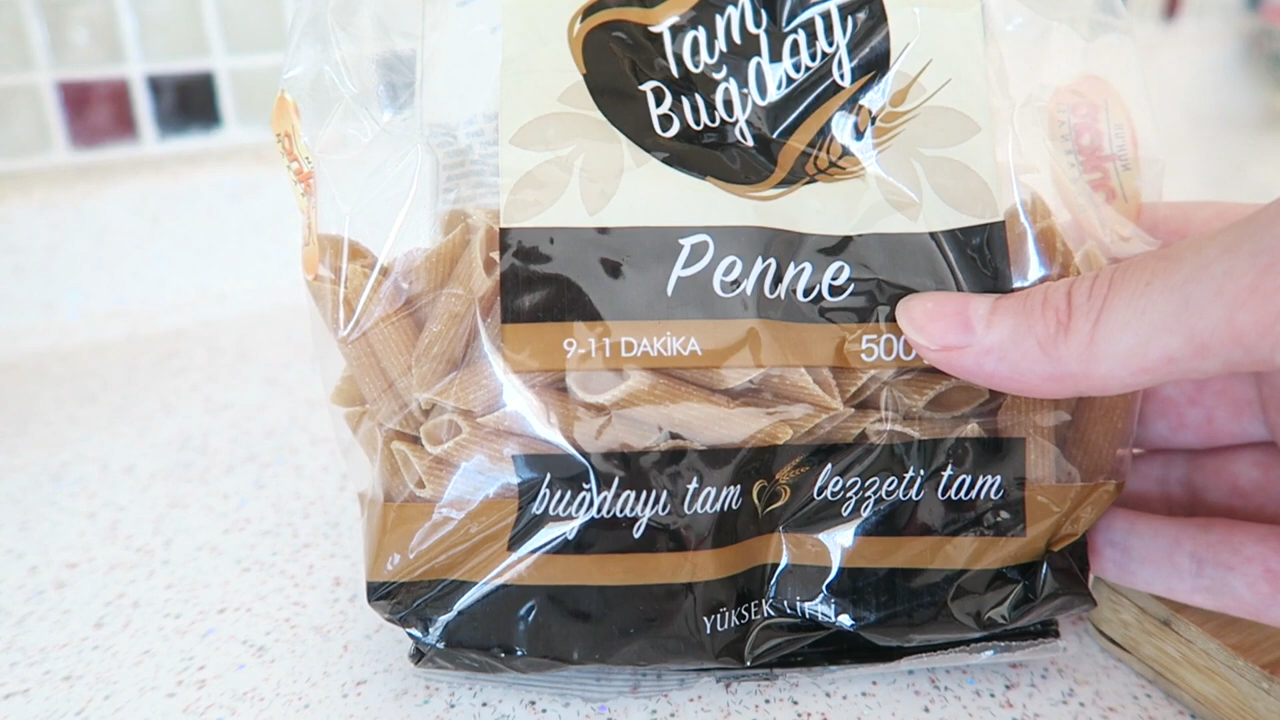 Tam
Buğday
Penne
9-11 DAKİKA
500
buğdayı tam
lezzeti tam
YÜKSEK LİFLİ